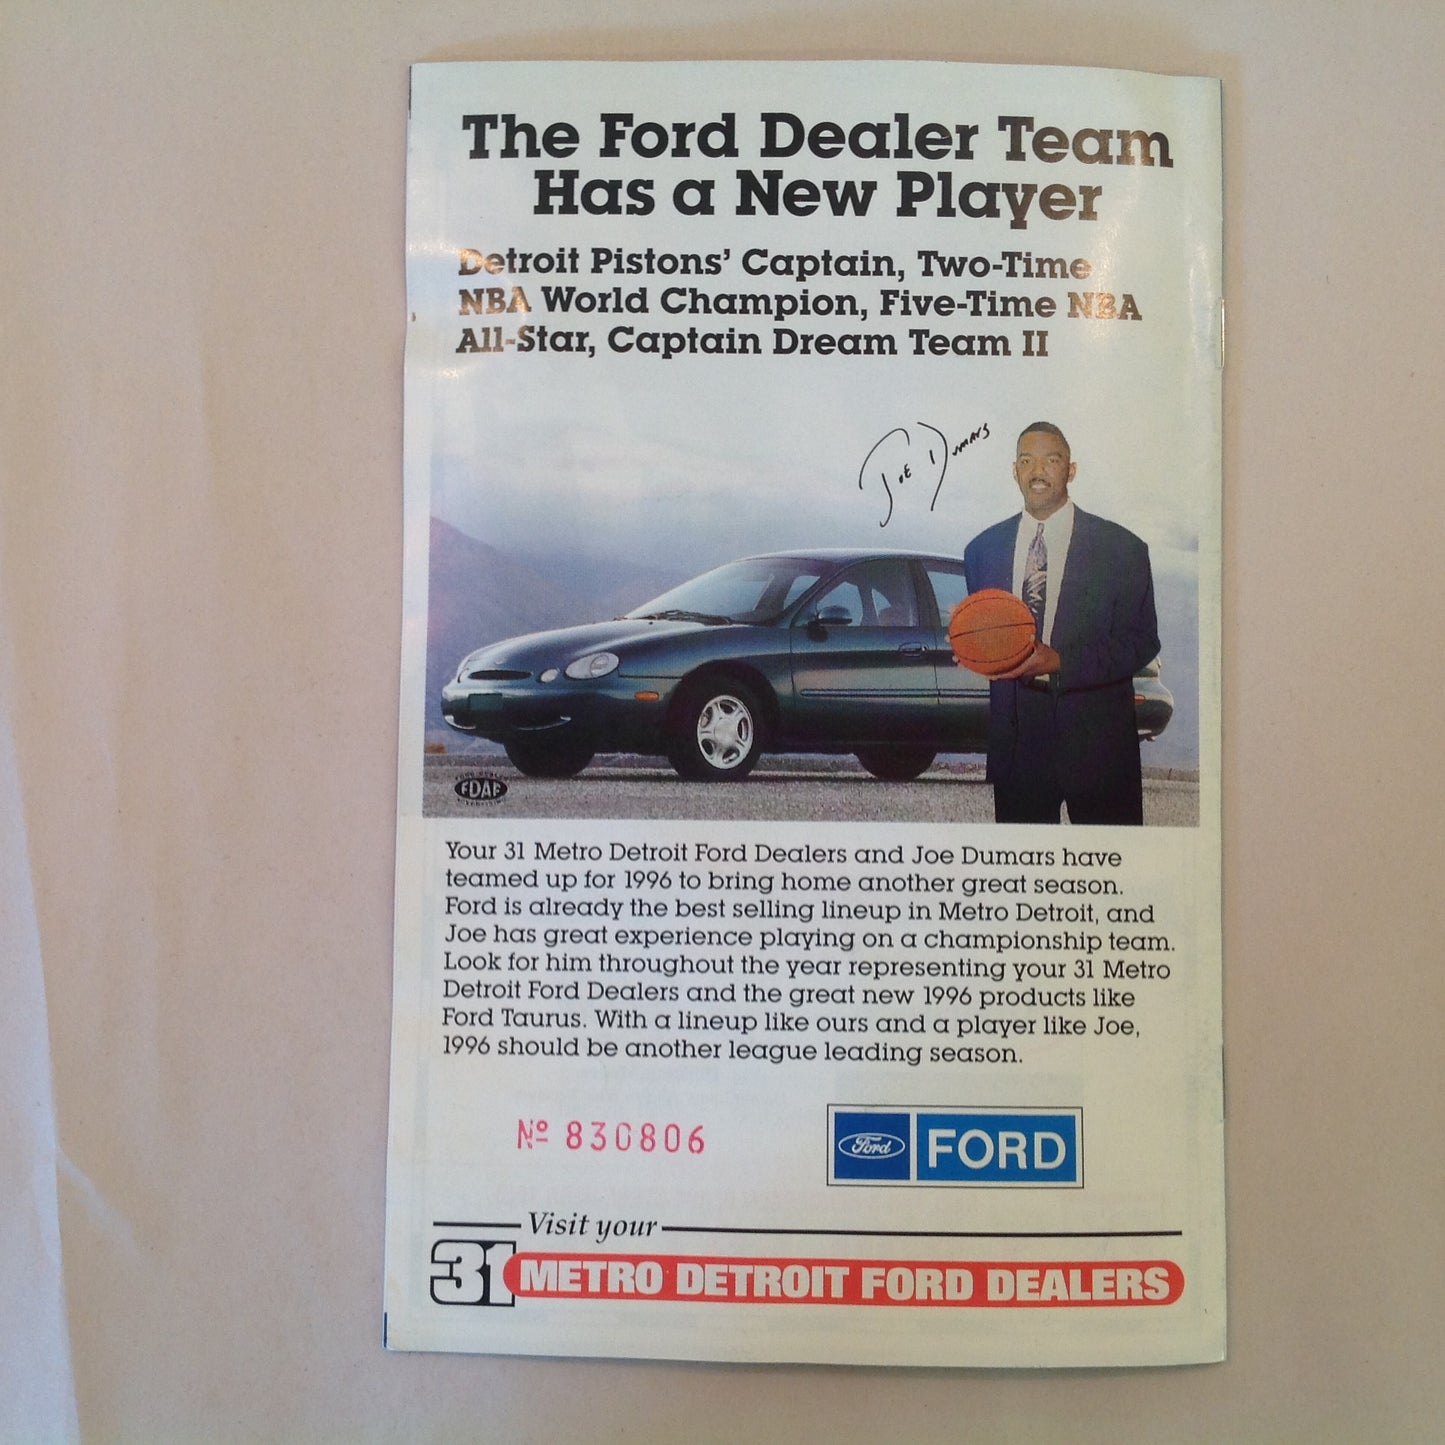 The Ford Dealer Team
Has a New Player
Detroit Pistons' Captain, Two-Time
NBA World Champion, Five-Time NBA
All-Star, Captain Dream Team II
Joe Dumars
FDAF
Your 31 Metro Detroit Ford Dealers and Joe Dumars have
teamed up for 1996 to bring home another great season.
Ford is already the best selling lineup in Metro Detroit, and
Joe has great experience playing on a championship team.
Look for him throughout the year representing your 31 Metro
Detroit Ford Dealers and the great new 1996 products like
Ford Taurus. With a lineup like ours and a player like Joe,
1996 should be another league leading season.
Nº 830806
Ford FORD
Visit your
31 METRO DETROIT FORD DEALERS